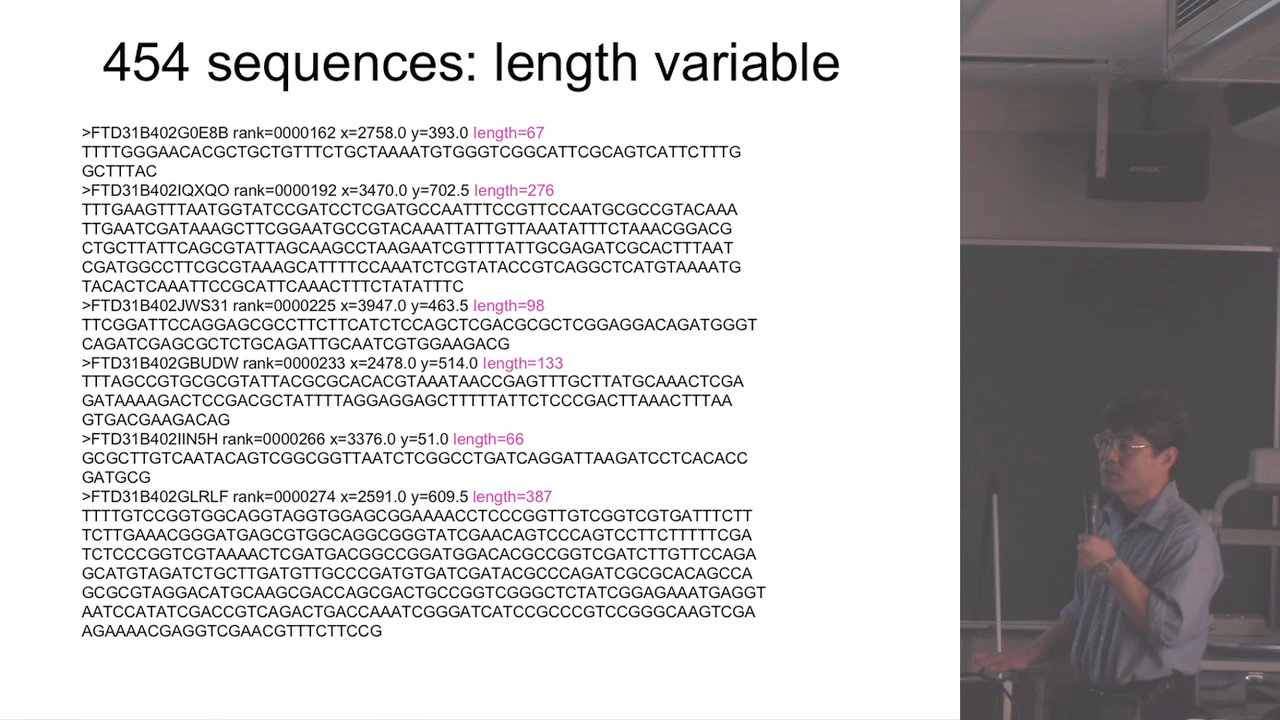 454 sequences: length variable
>FTD31B402G0E8B rank=0000162 x=2758.0 y=393.0 length=67
TTTTGGGAACACGCTGCTGTTTCTGCTAAAATGTGGGTCGGCATTCGCAGTCATTCTTTG
GCTTTAC
>FTD31B402IQXQO rank=0000192 x=3470.0 y=702.5 length=276
TTTGAAGTTTAATGGTATCCGATCCTCGATGCCAATTTCCGTTCCAATGCGCCGTACAAA
TTGAATCGATAAAGCTTCGGAATGCCGTACAAATTATTGTTAAATATTTCTAAACGGACG
CTGCTTATTCAGCGTATTAGCAAGCCTAAGAATCGTTTTATTGCGAGATCGCACTTTAAT
CGATGGCCTTCGCGTAAAGCATTTTCCAAATCTCGTATACCGTCAGGCTCATGTAAAATG
TACACTCAAATTCCGCATTCAAACTTTCTATATTTC
>FTD31B402JWS31 rank=0000225 x=3947.0 y=463.5 length=98
TTCGGATTCCAGGAGCGCCTTCTTCATCTCCAGCTCGACGCGCTCGGAGGACAGATGGGT
CAGATCGAGCGCTCTGCAGATTGCAATCGTGGAAGACG
>FTD31B402GBUDW rank=0000233 x=2478.0 y=514.0 length=133
TTTAGCCGTGCGCGTATTACGCGCACACGTAAATAACCGAGTTTGCTTATGCAAACTCGA
GATAAAAGACTCCGACGCTATTTTAGGAGGAGCTTTTTATTCTCCCGACTTAAACTTTAA
GTGACGAAGACAG
>FTD31B402IIN5H rank=0000266 x=3376.0 y=51.0 length=66
GCGCTTGTCAATACAGTCGGCGGTTAATCTCGGCCTGATCAGGATTAAGATCCTCACACC
GATGCG
>FTD31B402GLRLF rank=0000274 x=2591.0 y=609.5 length=387
TTTTGTCCGGTGGCAGGTAGGTGGAGCGGAAAACCTCCCGGTTGTCGGTCGTGATTTCTT
TCTTGAAACGGGATGAGCGTGGCAGGCGGGTATCGAACAGTCCCAGTCCTTCTTTTTCGA
TCTCCCGGTCGTAAAACTCGATGACGGCCGGATGGACACGCCGGTCGATCTTGTTCCAGA
GCATGTAGATCTGCTTGATGTTGCCCGATGTGATCGATACGCCCAGATCGCGCACAGCCA
GCGCGTAGGACATGCAAGCGACCAGCGACTGCCGGTCGGGCTCTATCGGAGAAATGAGGT
AATCCATATCGACCGTCAGACTGACCAAATCGGGATCATCCGCCCGTCCGGGCAAGTCGA
AGAAAACGAGGTCGAACGTTTCTTCCG